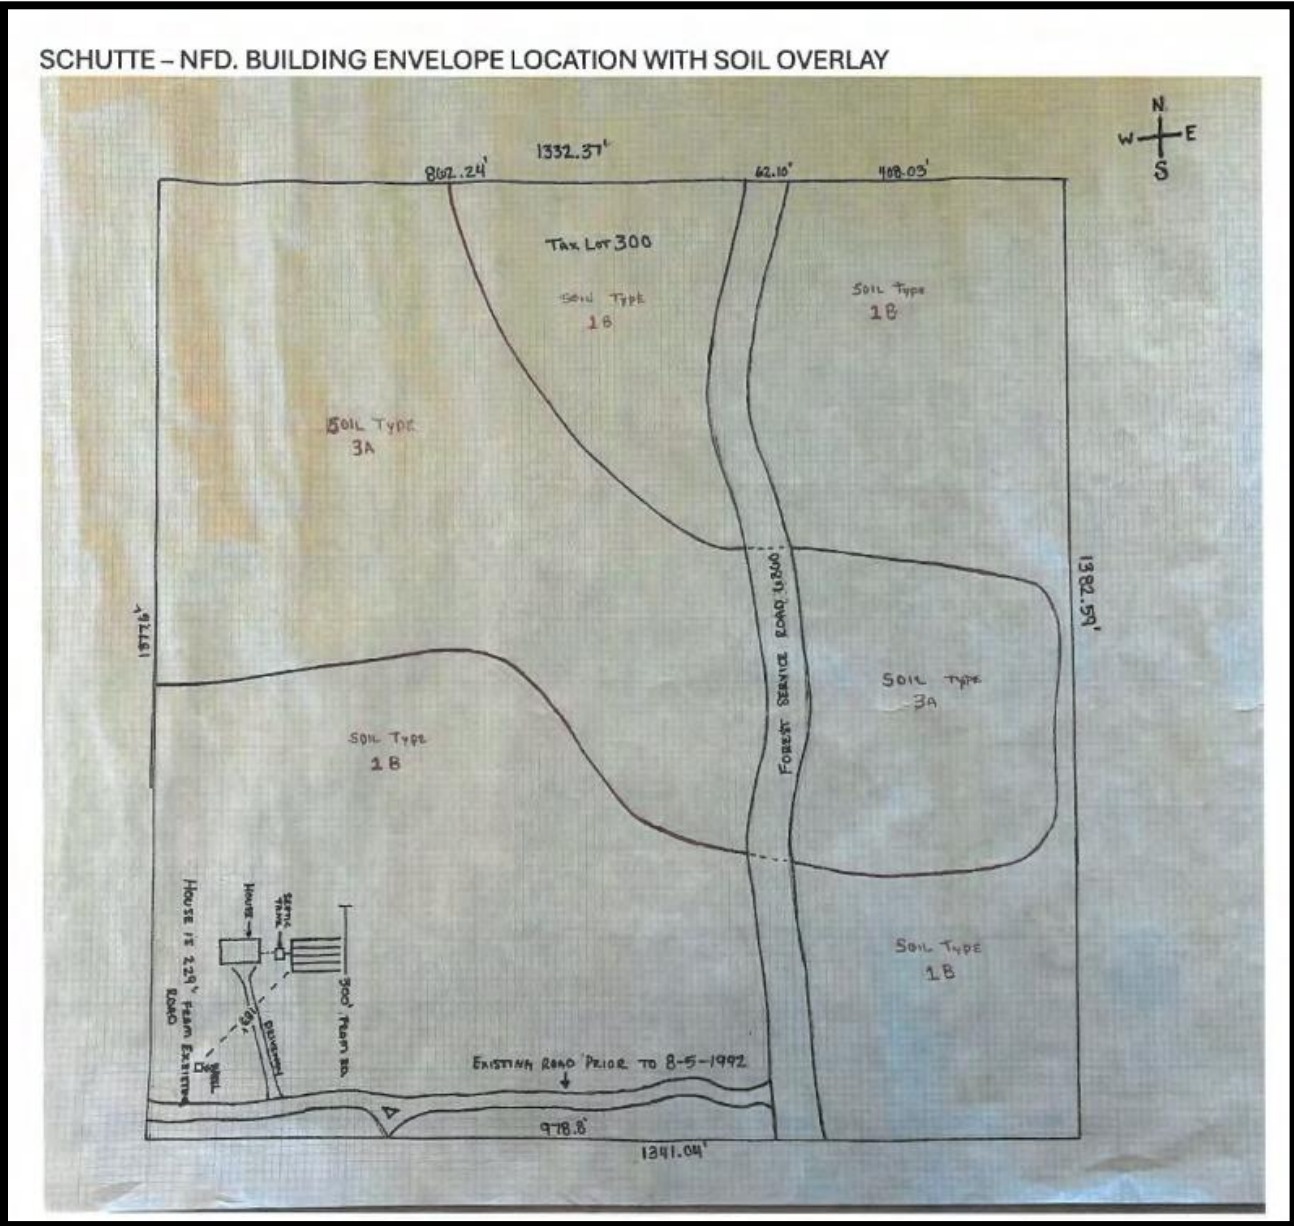 SCHUTTE – NFD. BUILDING ENVELOPE LOCATION WITH SOIL OVERLAY
N
W E
S
1332.37'
862.24' 62.10' 408.03'
TAX LOT 300
SOIL TYPE
1B
SOIL TYPE
1B
SOIL TYPE
3A
FOREST SERVICE ROAD
1382.59'
SOIL TYPE
3A
SOIL TYPE
1B
SOIL TYPE
1B
HOUSE IS 229' FROM EXISTING
ROAD
HOUSE
SEPTIC
TANK
300' FROM RD.
DRIVEWAY
WELL
EXISTING ROAD PRIOR TO 8-5-1992
978.8'
1341.04'